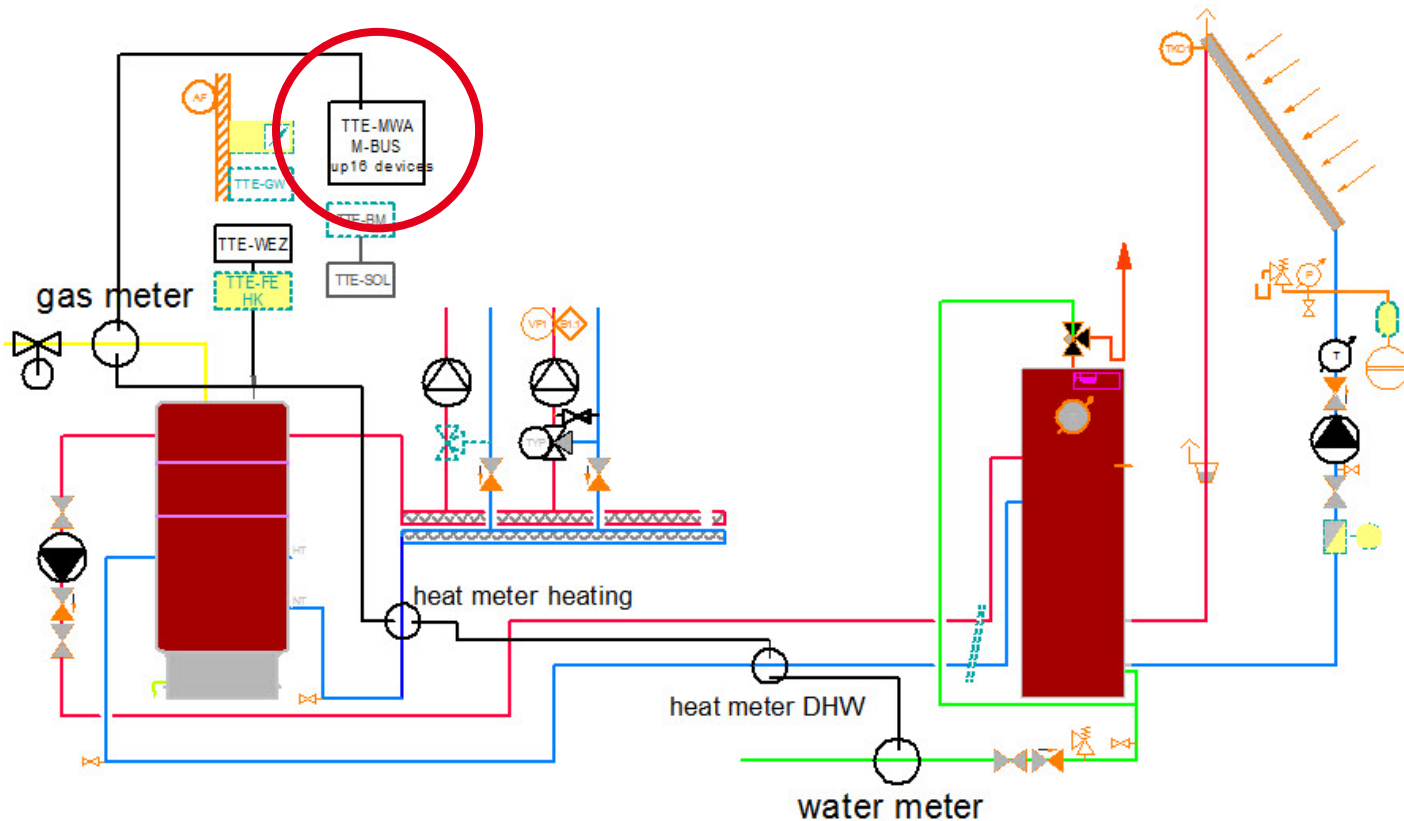 TKO1
AF
TTE-MWA
M-BUS
up16 devices
TTE-GW
TTE-BM
TTE-WEZ
TTE-FE
HK
TTE-SOL
gas meter
VP1
B1.1
P
T
TYP
HT
NT
heat meter heating
heat meter DHW
water meter